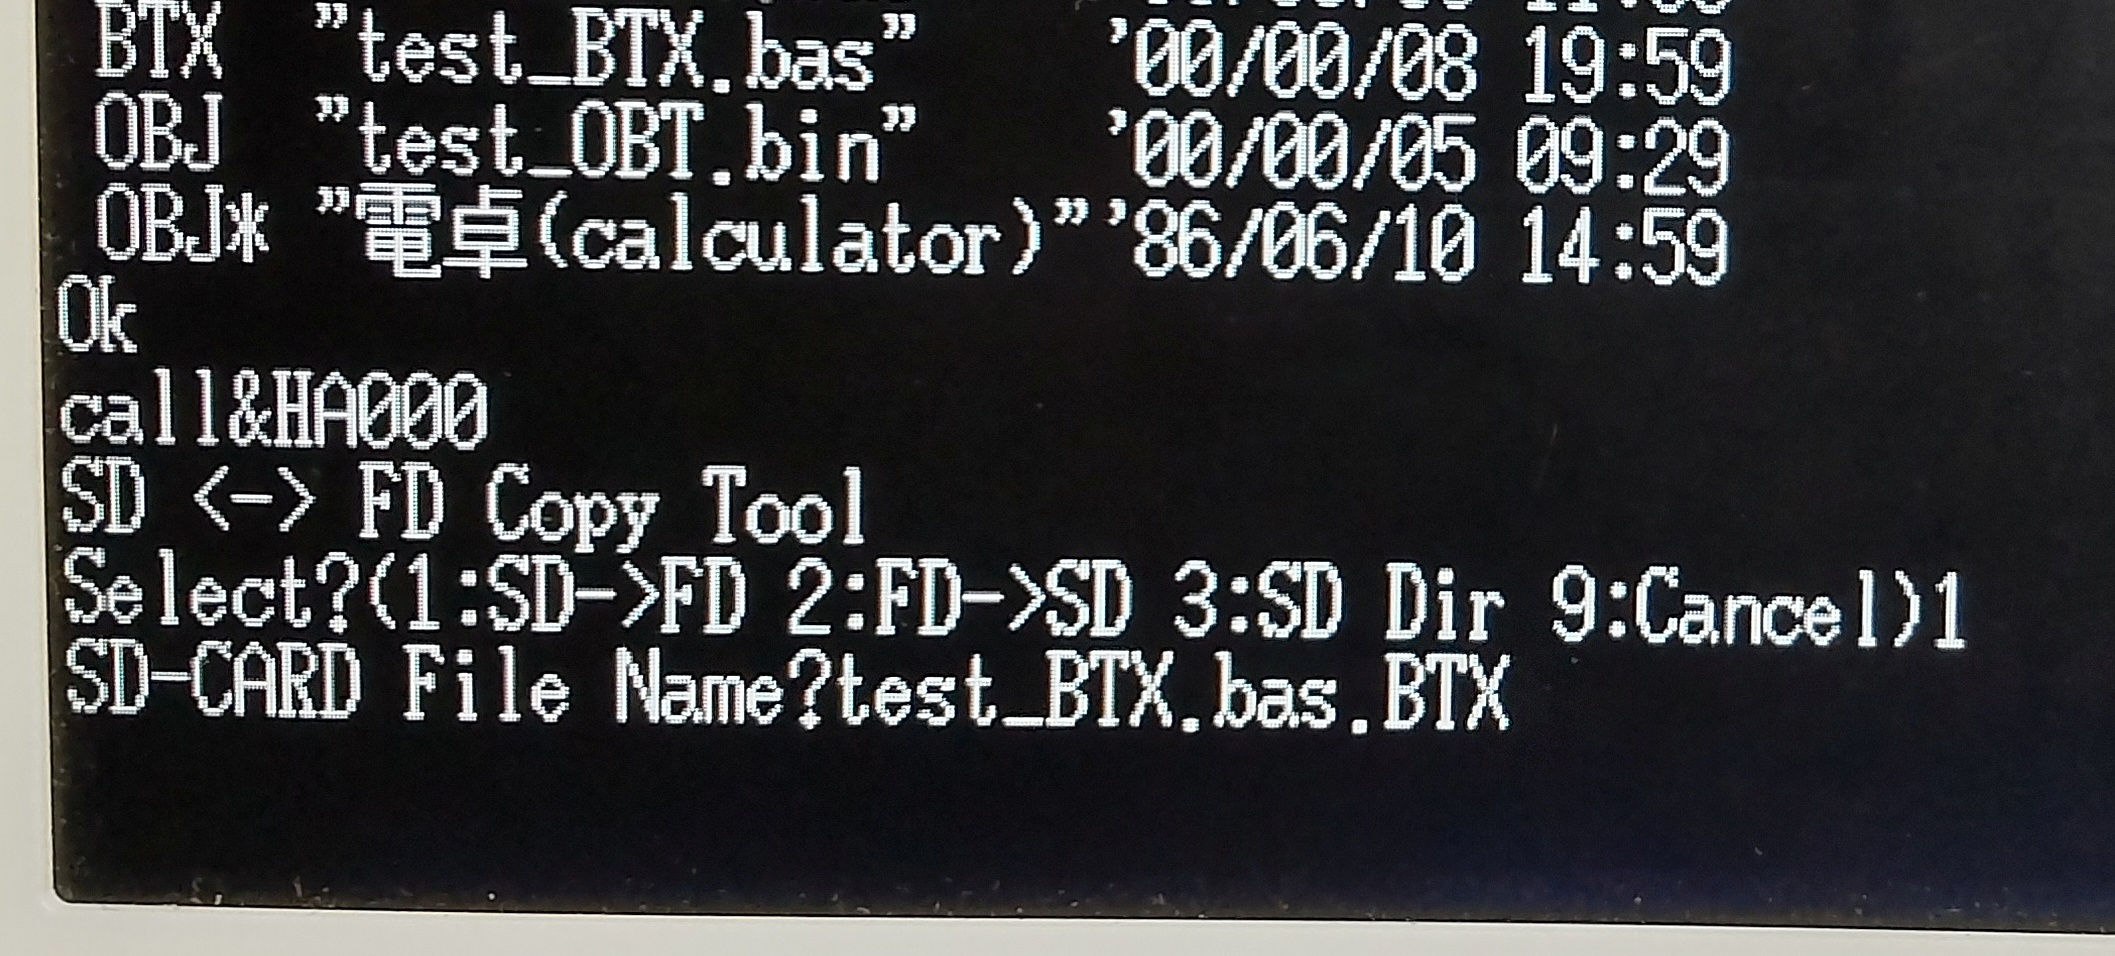 BTX  "test_BTX.bas"    '00/00/08 19:59
OBJ  "test_OBT.bin"    '00/00/05 09:29
OBJ* "電卓(calculator)"'86/06/10 14:59
Ok
call&HA000
SD <-> FD Copy Tool
Select?(1:SD->FD 2:FD->SD 3:SD Dir 9:Cancel)1
SD-CARD File Name?test_BTX.bas.BTX